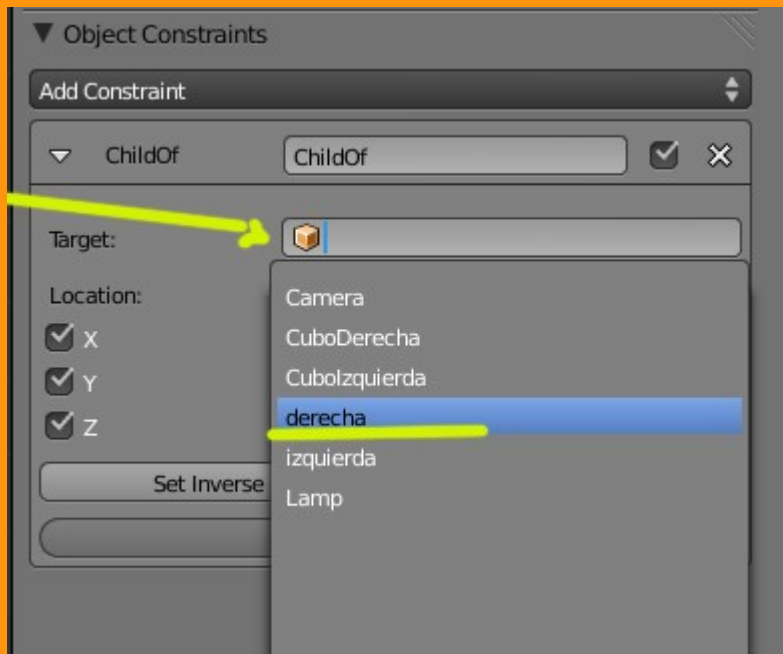 Object Constraints
Add Constraint
ChildOf ChildOf
Target:
Location:
X
Y
Z
Set Inverse
Camera
CuboDerecha
CuboIzquierda
derecha
izquierda
Lamp